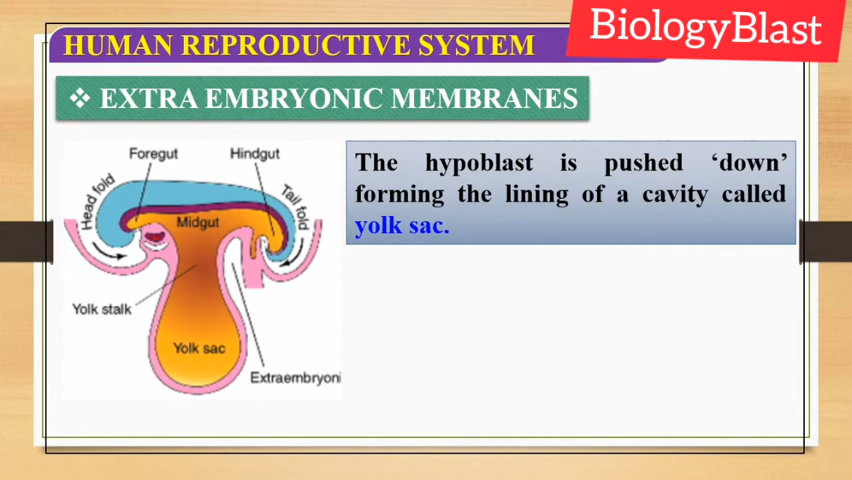 BiologyBlast
HUMAN REPRODUCTIVE SYSTEM
❖ EXTRA EMBRYONIC MEMBRANES
The hypoblast is pushed ‘down’
forming the lining of a cavity called
yolk sac.
Foregut
Hindgut
Head fold
Tail fold
Midgut
Yolk stalk
Yolk sac
Extraembryoni